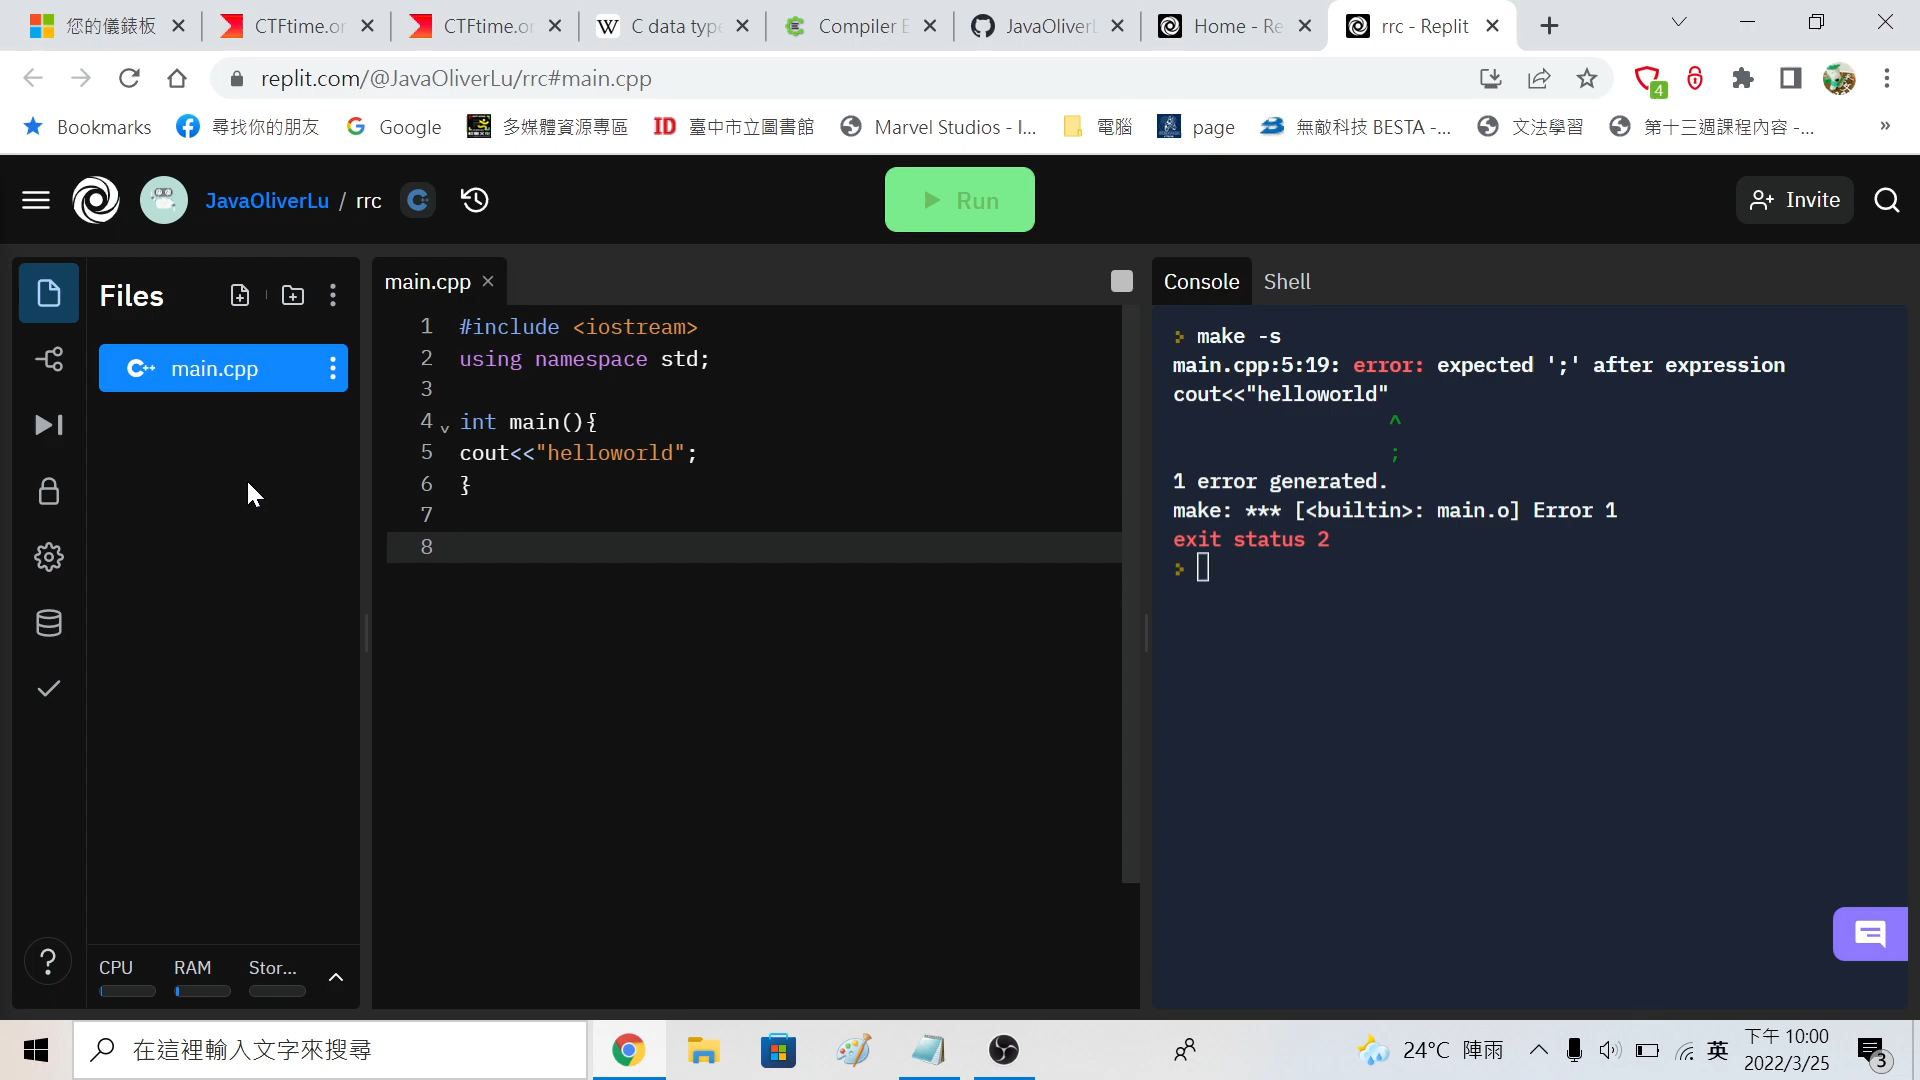 您的儀錶板
CTFtime.or
CTFtime.or
W
C data type
Compiler E
JavaOliverL
Home - Re
rrc - Replit
replit.com/@JavaOliverLu/rrc#main.cpp
4
Bookmarks
尋找你的朋友
Google
多媒體資源專區
ID 臺中市立圖書館
Marvel Studios - I...
電腦
page
無敵科技 BESTA -...
文法學習
第十三週課程內容 -...
»
JavaOliverLu / rrc
Run
Invite
Files
main.cpp
Console
Shell
main.cpp
1 #include <iostream>
2 using namespace std;
3
4 int main(){
5 cout<<"helloworld";
6 }
7
8
make -s
main.cpp:5:19: error: expected ';' after expression
cout<<"helloworld"
^
;
1 error generated.
make: *** [<builtin>: main.o] Error 1
exit status 2
?
CPU
RAM
Stor...
在這裡輸入文字來搜尋
24°C 陣雨
英
下午 10:00
2022/3/25
3